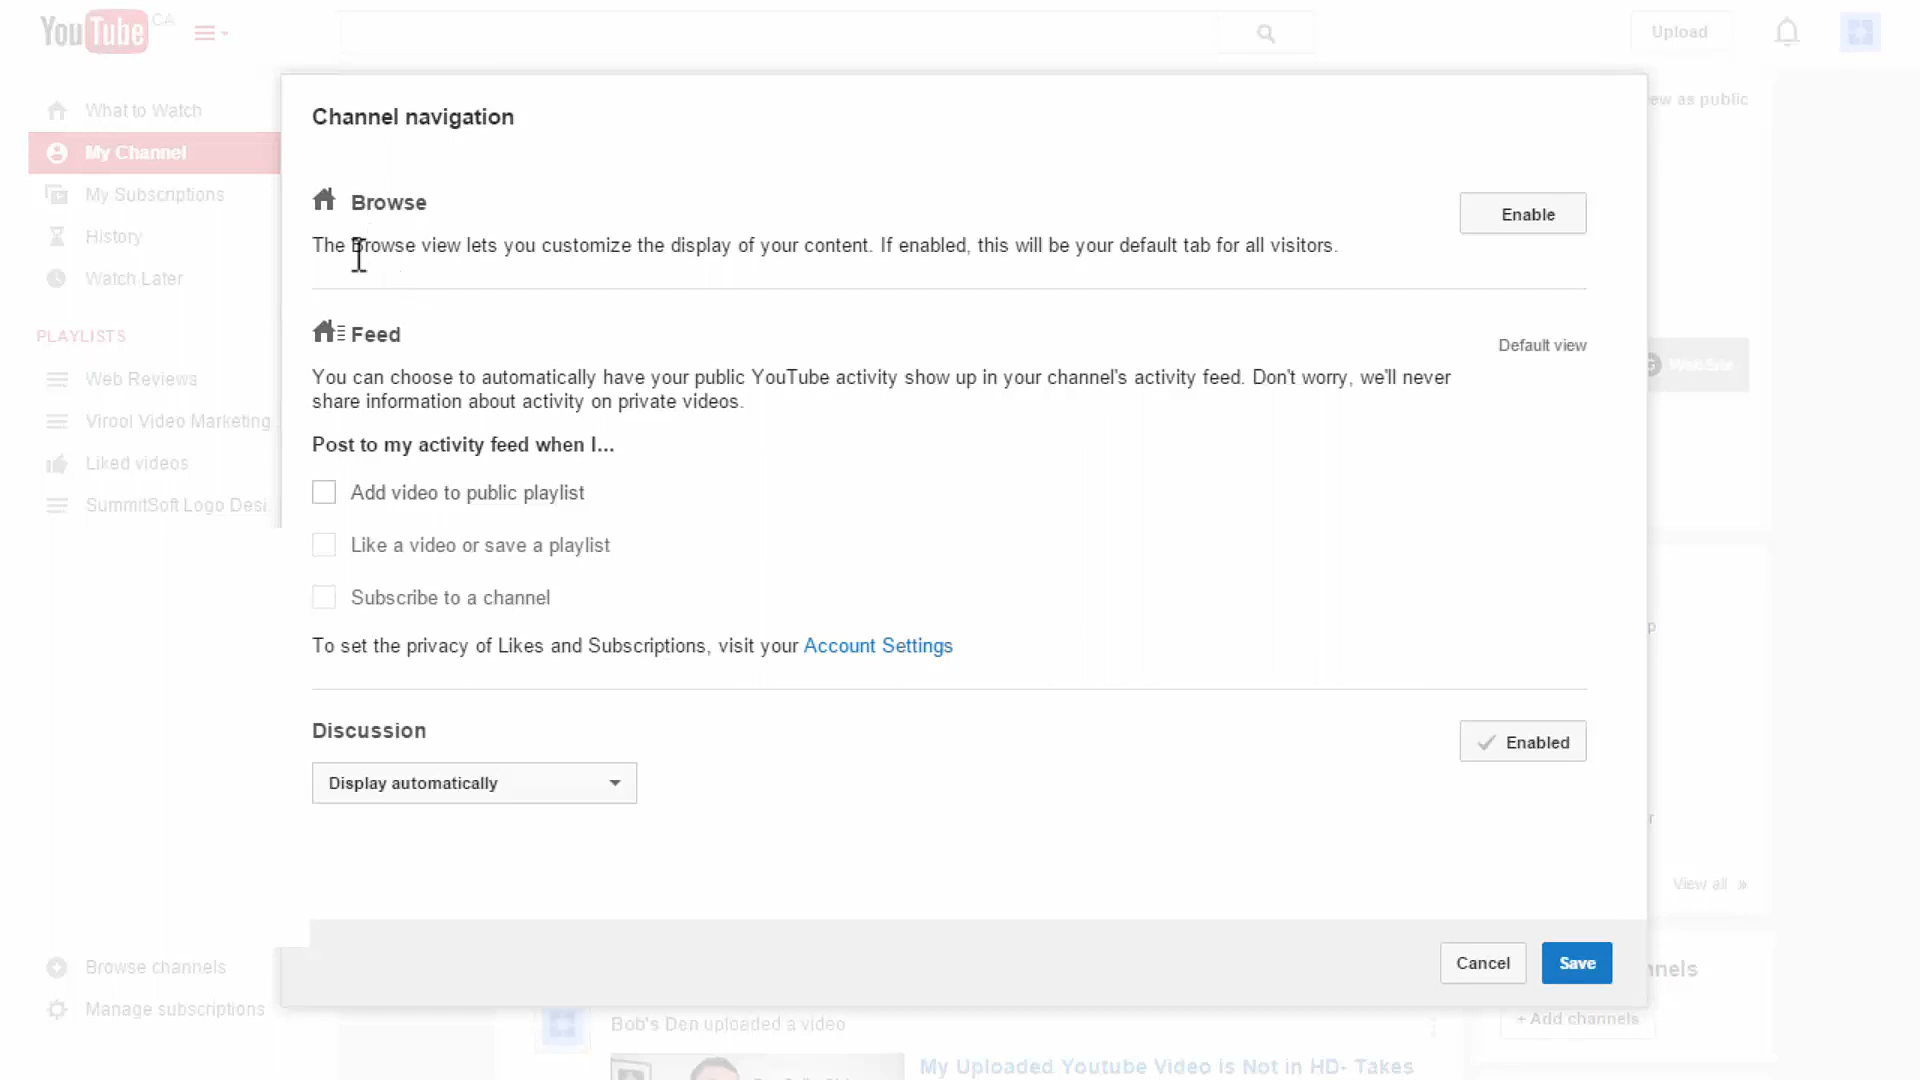 YouTube CA
Upload
What to Watch
My Channel
My Subscriptions
History
Watch Later
PLAYLISTS
Web Reviews
Virool Video Marketing
Liked videos
SummitSoft Logo Desi
Browse channels
Manage subscriptions
Channel navigation
Browse
Enable
The Browse view lets you customize the display of your content. If enabled, this will be your default tab for all visitors.
Feed
Default view
You can choose to automatically have your public YouTube activity show up in your channel's activity feed. Don't worry, we'll never
share information about activity on private videos.
Post to my activity feed when I...
Add video to public playlist
Like a video or save a playlist
Subscribe to a channel
To set the privacy of Likes and Subscriptions, visit your Account Settings
Discussion
Enabled
Display automatically
Cancel
Save
ew as public
View all »
nnels
+ Add channels
Bob's Den uploaded a video
My Uploaded Youtube Video is Not in HD- Takes